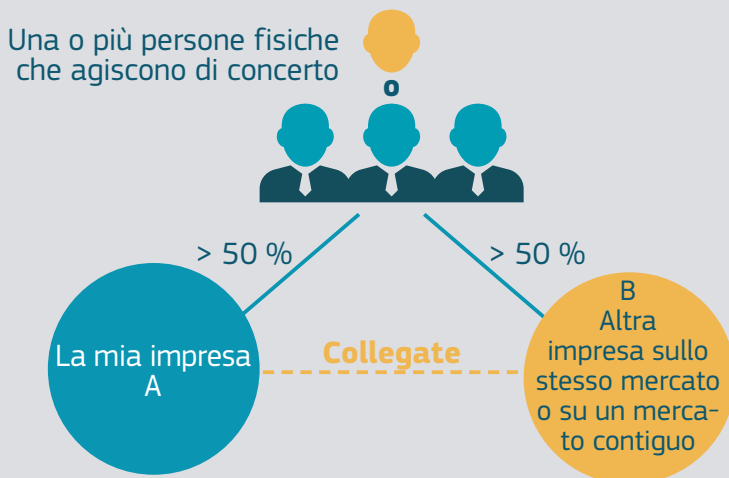 Una o più persone fisiche
che agiscono di concerto
o
> 50 %
> 50 %
La mia impresa
A
Collegate
B
Altra
impresa sullo
stesso mercato
o su un merca-
to contiguo